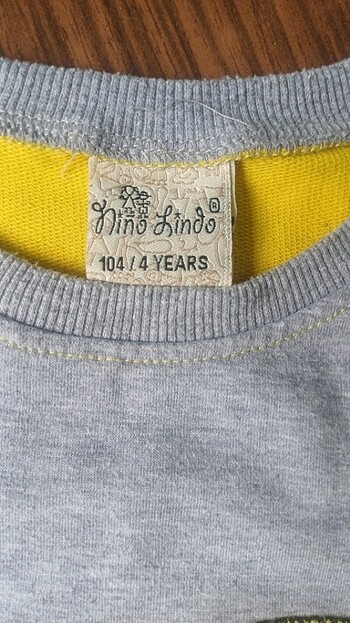 Nino Lindo ®
104 / 4 YEARS